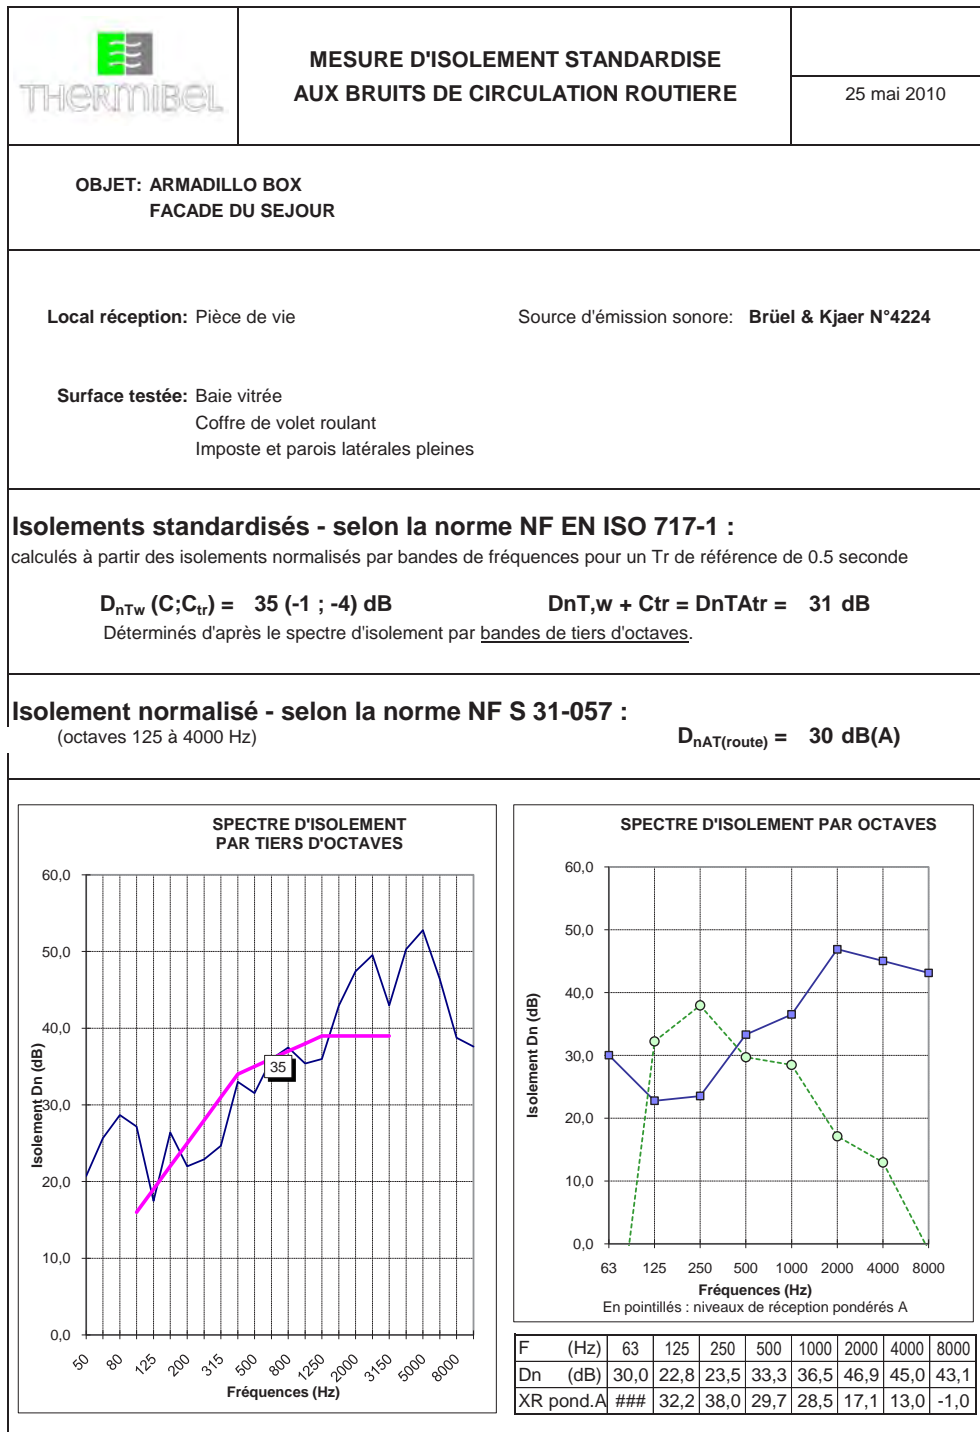 THERMIBEL
MESURE D'ISOLEMENT STANDARDISE
AUX BRUITS DE CIRCULATION ROUTIERE
25 mai 2010
OBJET: ARMADILLO BOX
FACADE DU SEJOUR
Local réception: Pièce de vie
Source d'émission sonore: Brüel & Kjaer N°4224
Surface testée: Baie vitrée
Coffre de volet roulant
Imposte et parois latérales pleines
Isolements standardisés - selon la norme NF EN ISO 717-1 :
calculés à partir des isolements normalisés par bandes de fréquences pour un Tr de référence de 0.5 seconde
DnTw (C;Ctr) = 35 (-1 ; -4) dB
DnT,w + Ctr = DnTAtr = 31 dB
Déterminés d'après le spectre d'isolement par bandes de tiers d'octaves.
Isolement normalisé - selon la norme NF S 31-057 :
(octaves 125 à 4000 Hz)
DnAT(route) = 30 dB(A)
SPECTRE D'ISOLEMENT
PAR TIERS D'OCTAVES
60,0
50,0
40,0
30,0
20,0
10,0
0,0
Isolement Dn (dB)
35
50 80 125 200 315 500 800 1250 2000 3150 5000 8000
Fréquences (Hz)
SPECTRE D'ISOLEMENT PAR OCTAVES
60,0
50,0
40,0
30,0
20,0
10,0
0,0
Isolement Dn (dB)
63 125 250 500 1000 2000 4000 8000
Fréquences (Hz)
En pointillés : niveaux de réception pondérés A
F (Hz) 63 125 250 500 1000 2000 4000 8000
Dn (dB) 30,0 22,8 23,5 33,3 36,5 46,9 45,0 43,1
XR pond.A ### 32,2 38,0 29,7 28,5 17,1 13,0 -1,0